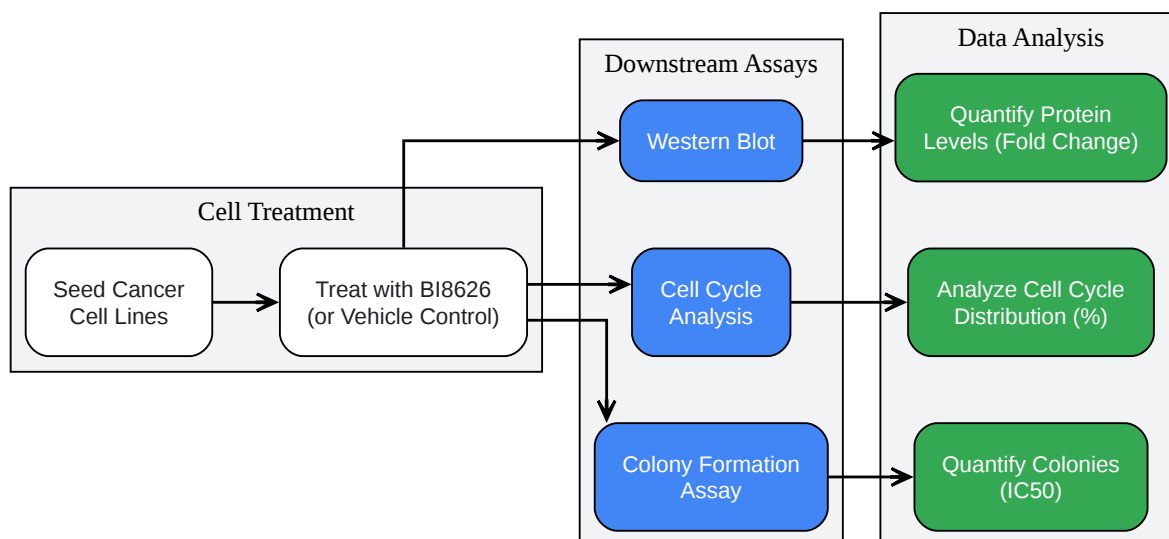 Cell Treatment
Seed Cancer
Cell Lines
Treat with BI8626
(or Vehicle Control)
Downstream Assays
Western Blot
Cell Cycle
Analysis
Colony Formation
Assay
Data Analysis
Quantify Protein
Levels (Fold Change)
Analyze Cell Cycle
Distribution (%)
Quantify Colonies
(IC50)